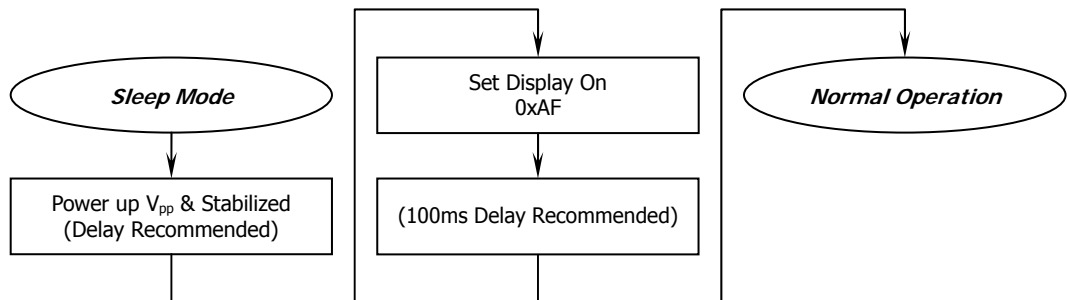 Sleep Mode
Power up Vpp & Stabilized
(Delay Recommended)
Set Display On
0xAF
(100ms Delay Recommended)
Normal Operation